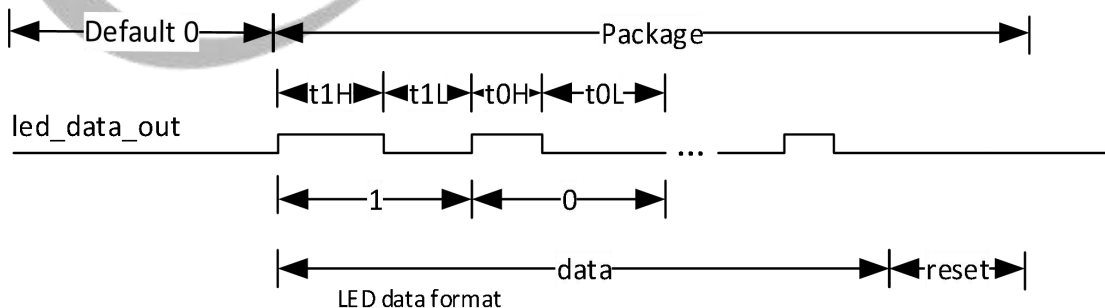 Default 0 Package
t1H t1L t0H t0L
led_data_out
...
1 0
data reset
LED data format